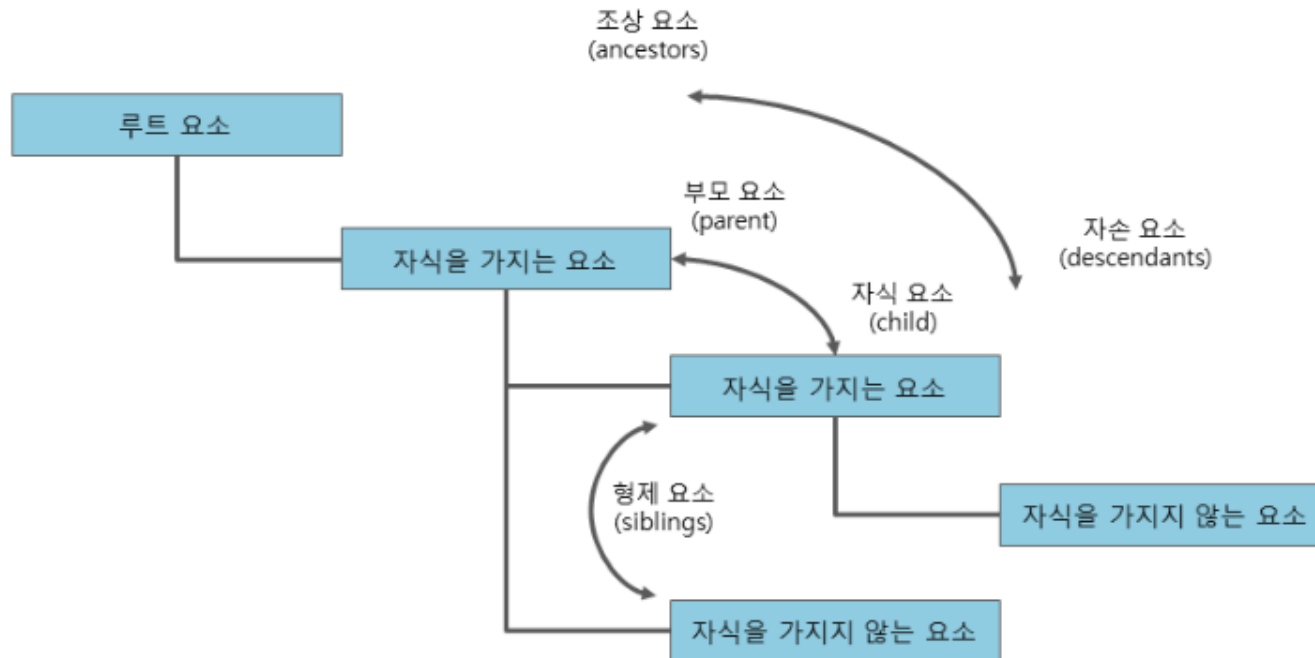 조상 요소
(ancestors)
루트 요소
부모 요소
(parent)
자손 요소
(descendants)
자식을 가지는 요소
자식 요소
(child)
자식을 가지는 요소
형제 요소
(siblings)
자식을 가지지 않는 요소
자식을 가지지 않는 요소